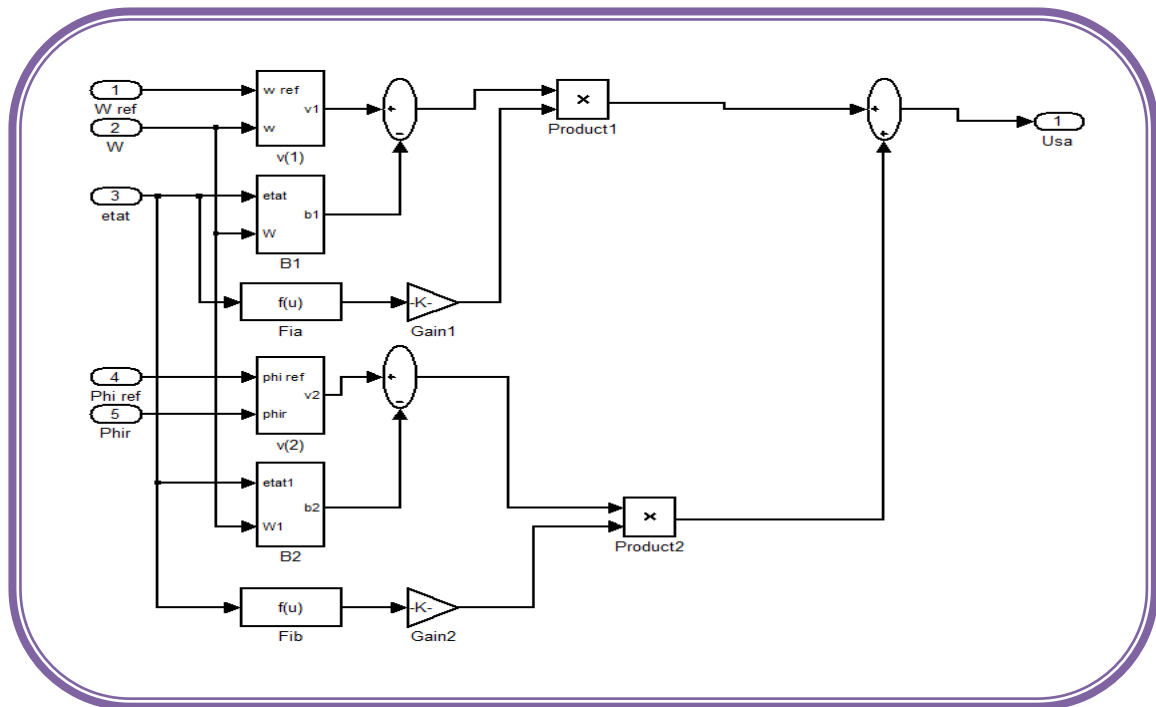 1
W ref
2
W
3
etat
w ref
w
v1
v(1)
etat
W
b1
B1
f(u)
Fia
-K-
Gain1
+
−
×
Product1
+
+
1
Usa
4
Phi ref
5
Phir
phi ref
phir
v2
v(2)
+
−
etat1
W1
b2
B2
f(u)
Fib
-K-
Gain2
×
Product2